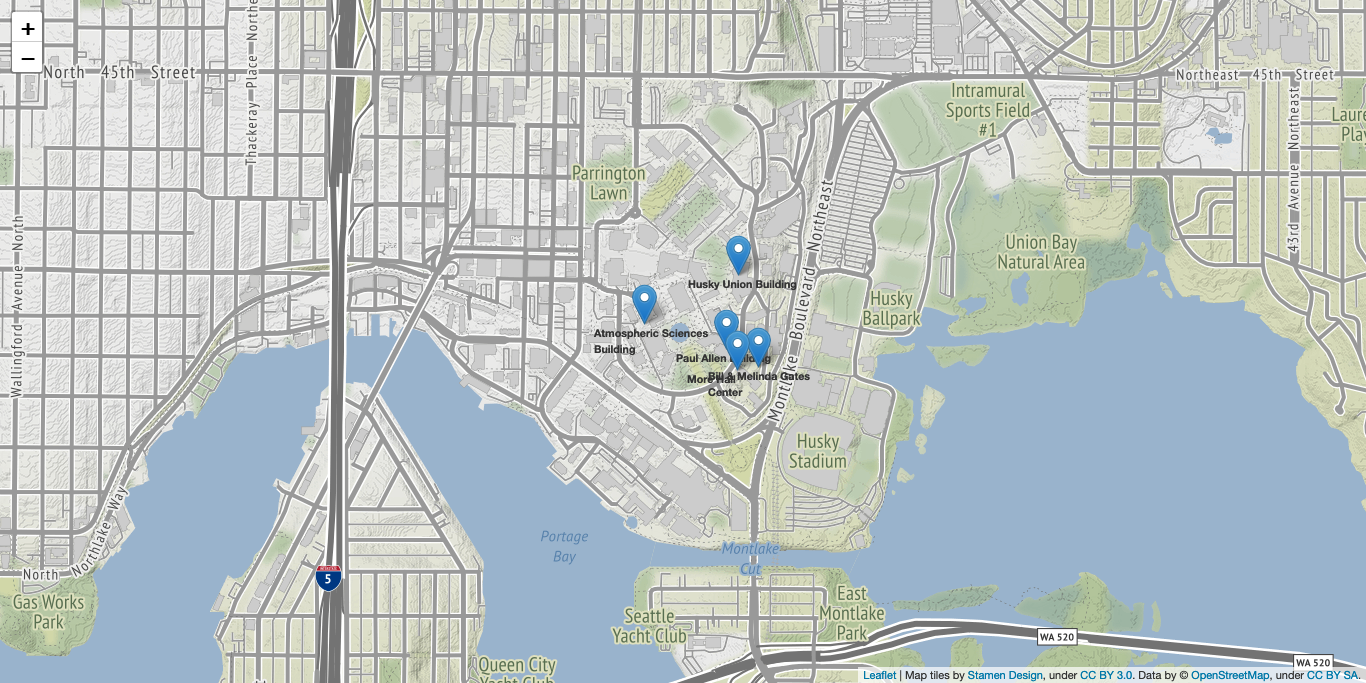 +
−
North 45th Street
Thackeray Place Northe
Northeast 45th Street
Intramural
Sports Field
#1
Laure
Play
Parrington
Lawn
43rd Avenue Northeast
Wallingford Avenue North
Montlake Boulevard Northeast
Union Bay
Natural Area
Husky Union Building
Husky
Ballpark
Atmospheric Sciences
Building
Paul Allen Building
More Hall
Bill & Melinda Gates
Center
Husky
Stadium
Northlake Way
Portage
Bay
Montlake
Cut
North
5
Gas Works
Park
East
Montlake
Park
Seattle
Yacht Club
WA 520
WA 520
Queen City
Yacht Club
Leaflet | Map tiles by Stamen Design, under CC BY 3.0. Data by © OpenStreetMap, under CC BY SA.